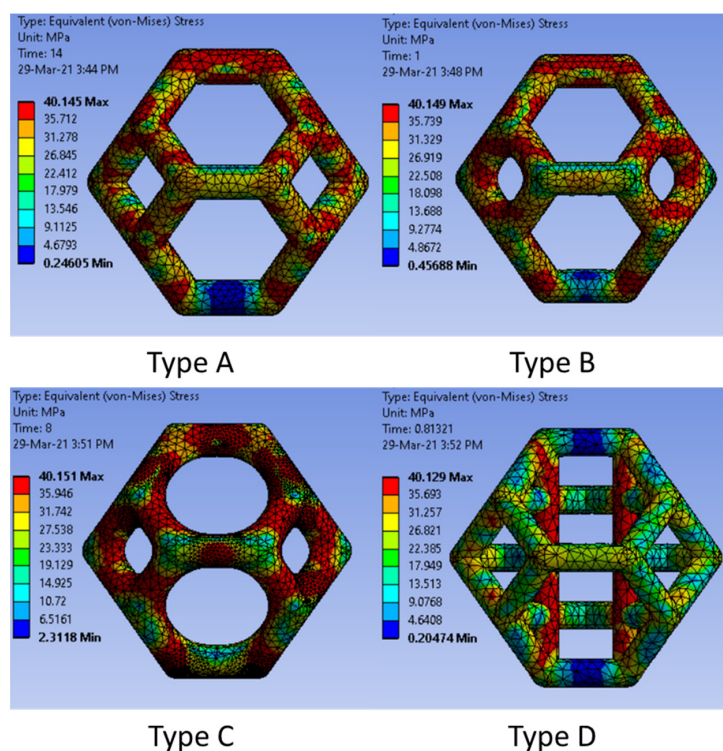 Type: Equivalent (von-Mises) Stress
Unit: MPa
Time: 14
29-Mar-21 3:44 PM
40.145 Max
35.712
31.278
26.845
22.412
17.979
13.546
9.1125
4.6793
0.24605 Min
Type A
Type: Equivalent (von-Mises) Stress
Unit: MPa
Time: 1
29-Mar-21 3:48 PM
40.149 Max
35.739
31.329
26.919
22.508
18.098
13.688
9.2774
4.8672
0.45688 Min
Type B
Type: Equivalent (von-Mises) Stress
Unit: MPa
Time: 8
29-Mar-21 3:51 PM
40.151 Max
35.946
31.742
27.538
23.333
19.129
14.925
10.72
6.5161
2.3118 Min
Type C
Type: Equivalent (von-Mises) Stress
Unit: MPa
Time: 0.81321
29-Mar-21 3:52 PM
40.129 Max
35.693
31.257
26.821
22.385
17.949
13.513
9.0768
4.6408
0.20474 Min
Type D